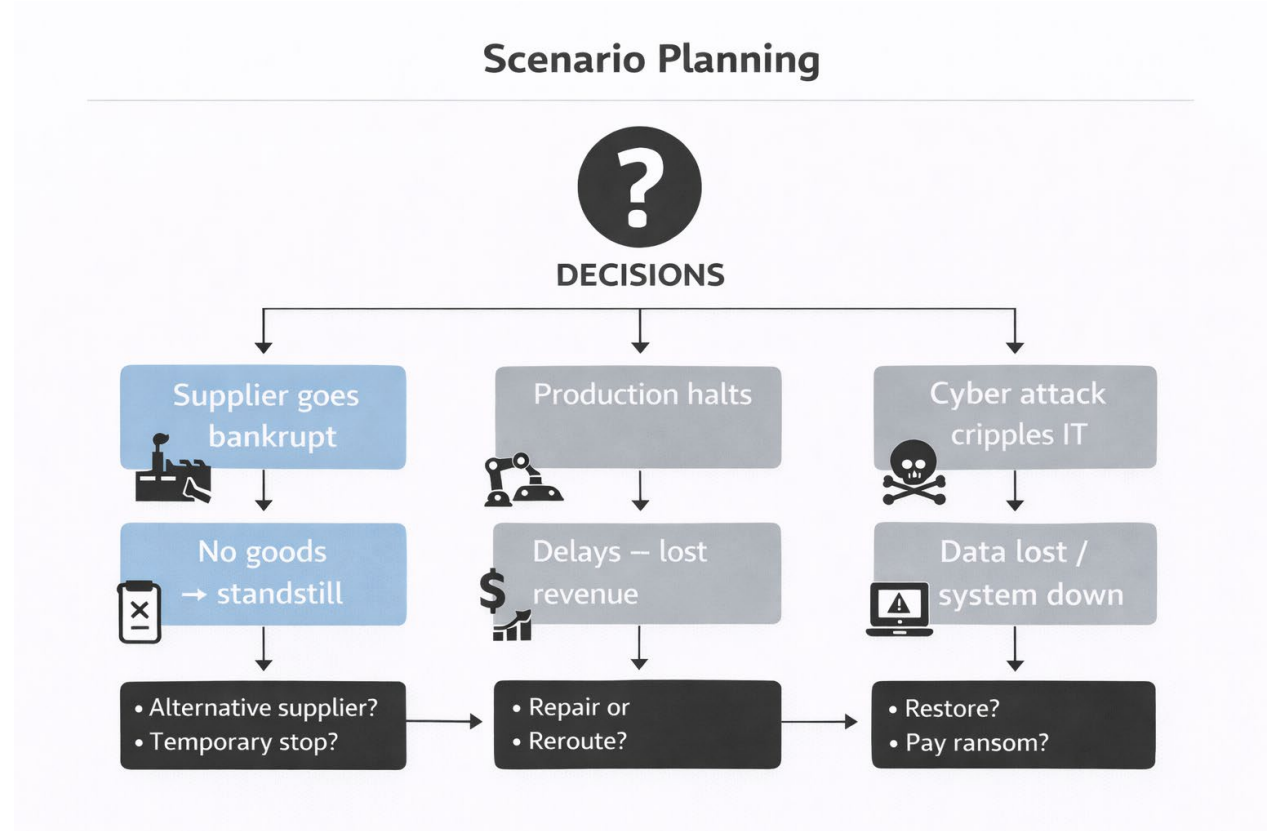 Scenario Planning
?
DECISIONS
Supplier goes
bankrupt
Production halts
Cyber attack
cripples IT
No goods
→ standstill
Delays – lost
revenue
Data lost /
system down
• Alternative supplier?
• Temporary stop?
• Repair or
• Reroute?
• Restore?
• Pay ransom?
$